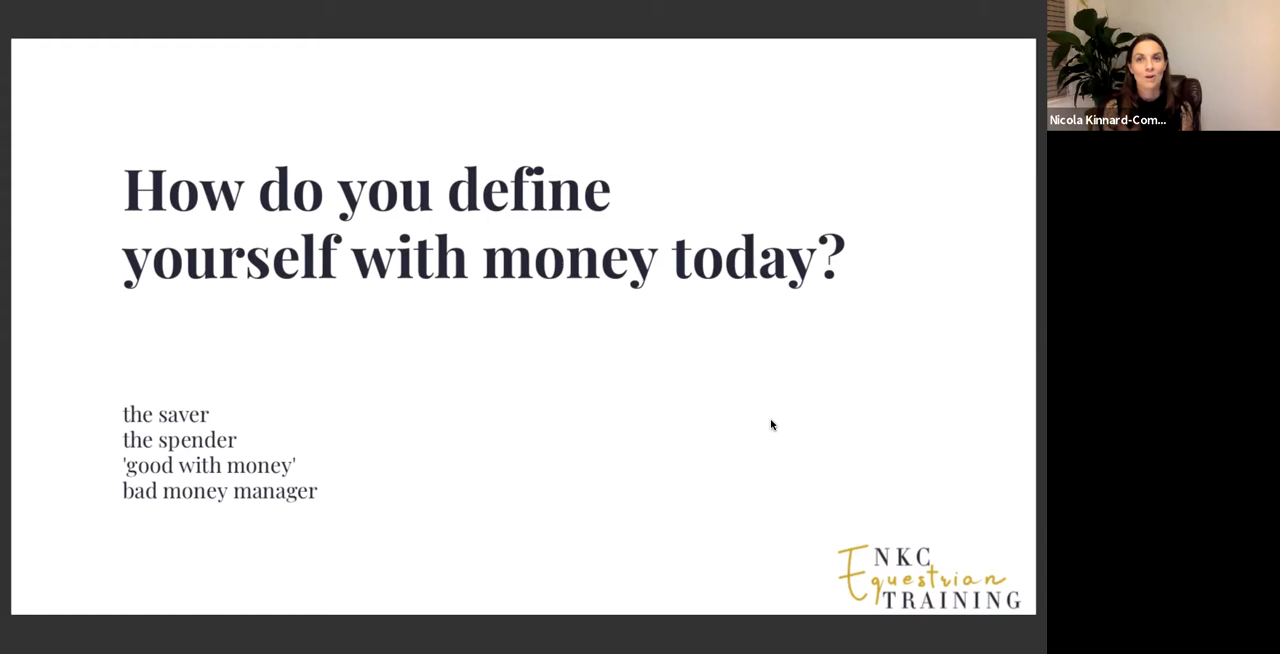 How do you define
yourself with money today?
the saver
the spender
'good with money'
bad money manager
NKC
Equestrian
TRAINING
Nicola Kinnard-Com...